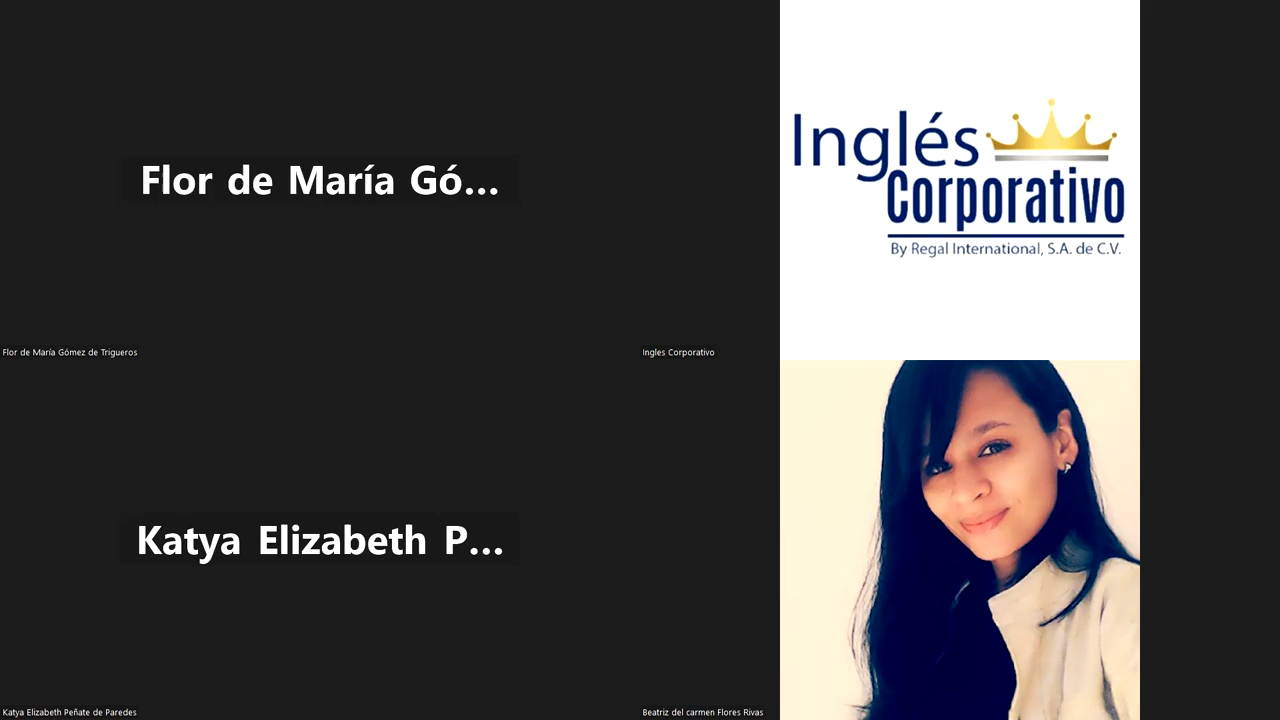 Flor de María Gó...
Flor de María Gómez de Trigueros
Inglés
Corporativo
By Regal International, S.A. de C.V.
Ingles Corporativo
Katya Elizabeth P...
Katya Elizabeth Peñate de Paredes
Beatriz del carmen Flores Rivas